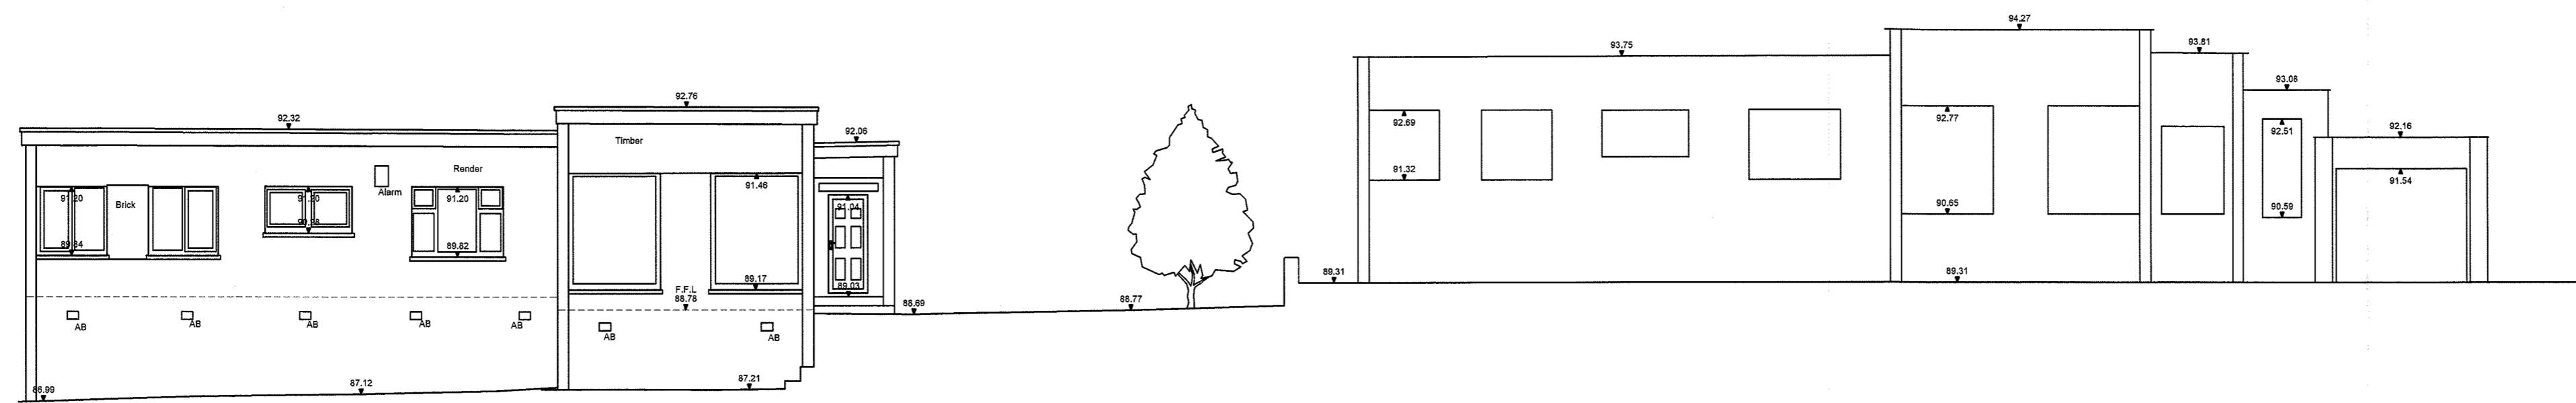 94.27
93.75
93.81
93.08
92.76
92.32
92.06
92.16
Timber
Render
Alarm
Brick
91.20
91.20
90.38
91.20
91.46
91.04
89.84
89.82
89.17
89.03
F.F.L
88.78
AB
AB
AB
AB
AB
AB
AB
86.99
87.12
87.21
88.69
88.77
89.31
92.69
91.32
92.77
90.65
89.31
92.51
90.59
91.54